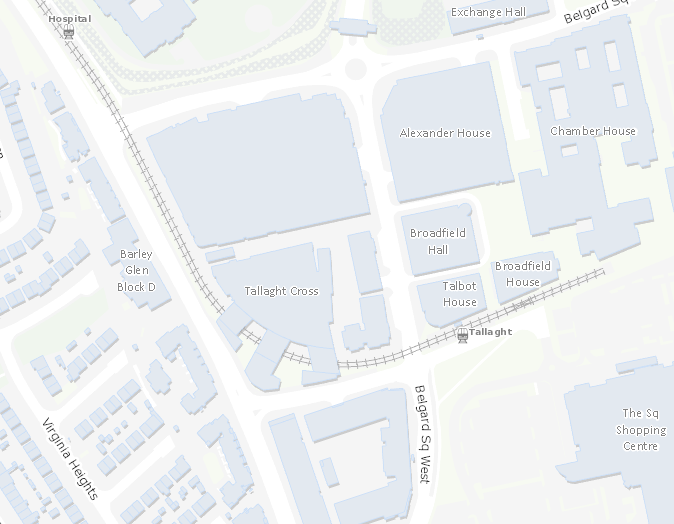 Exchange Hall
Belgard Sq
Hospital
Alexander House
Chamber House
Broadfield
Hall
Barley
Glen
Block D
Broadfield
House
Talbot
House
Tallaght Cross
Tallaght
Belgard Sq West
The Sq
Shopping
Centre
Virginia Heights